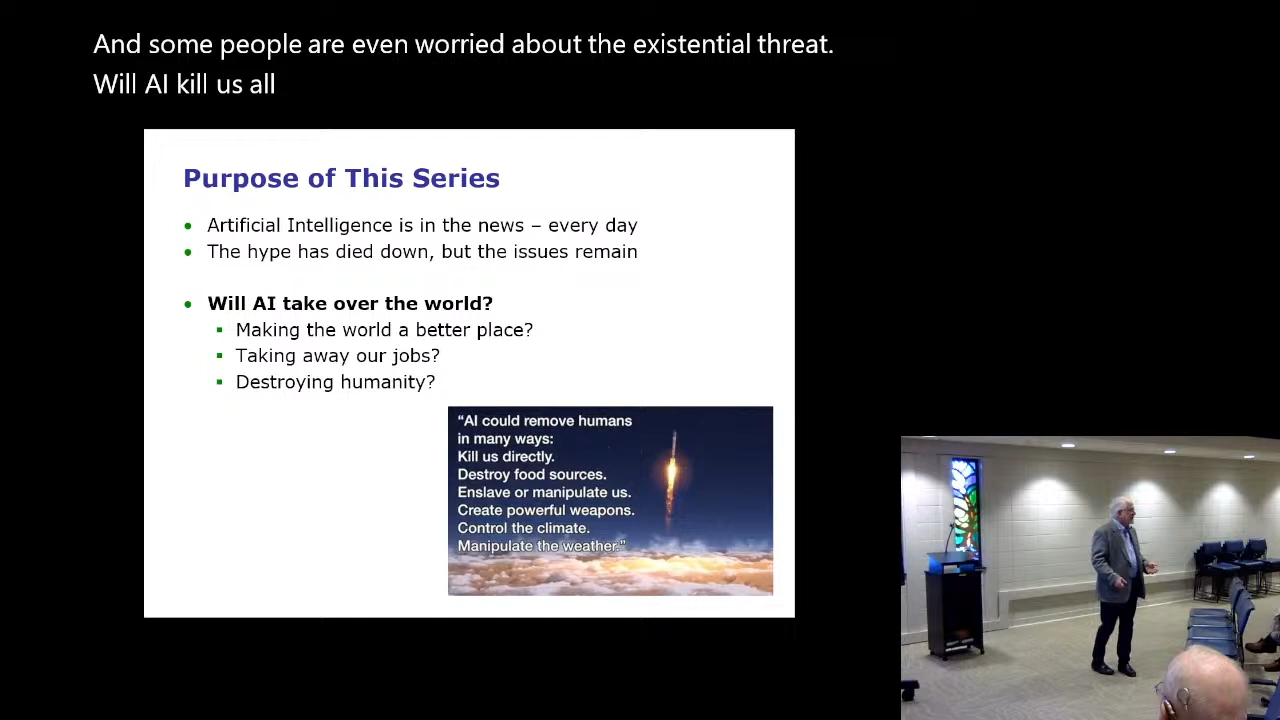 And some people are even worried about the existential threat.
Will AI kill us all
Purpose of This Series
• Artificial Intelligence is in the news – every day
• The hype has died down, but the issues remain
• Will AI take over the world?
▪ Making the world a better place?
▪ Taking away our jobs?
▪ Destroying humanity?
“AI could remove humans
in many ways:
Kill us directly.
Destroy food sources.
Enslave or manipulate us.
Create powerful weapons.
Control the climate.
Manipulate the weather.”